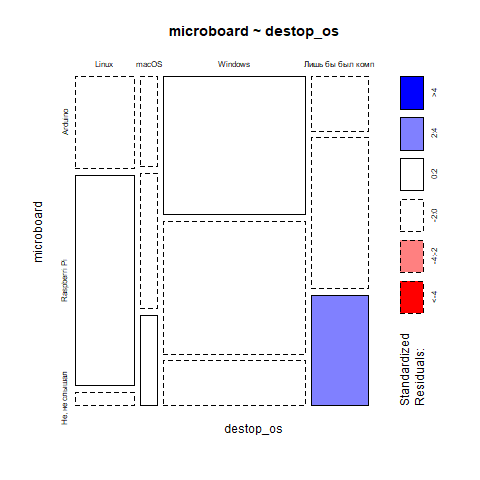 microboard ~ destop_os
Linux
macOS
Windows
Лишь бы был комп
Arduino
Raspberri Pi
Не, не слышал
microboard
destop_os
>4
2:4
0:2
-2:0
-4:-2
<-4
Standardized
Residuals: